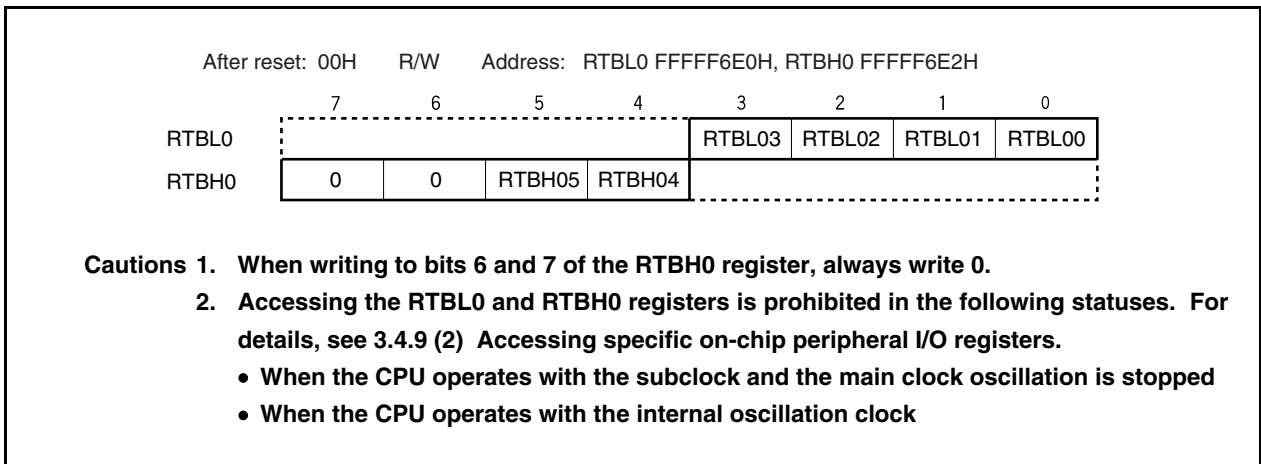 After reset: 00H R/W Address: RTBL0 FFFFF6E0H, RTBH0 FFFFF6E2H
7 6 5 4 3 2 1 0
RTBL0 RTBL03 RTBL02 RTBL01 RTBL00
RTBH0 0 0 RTBH05 RTBH04
Cautions 1. When writing to bits 6 and 7 of the RTBH0 register, always write 0.
2. Accessing the RTBL0 and RTBH0 registers is prohibited in the following statuses. For
details, see 3.4.9 (2) Accessing specific on-chip peripheral I/O registers.
• When the CPU operates with the subclock and the main clock oscillation is stopped
• When the CPU operates with the internal oscillation clock